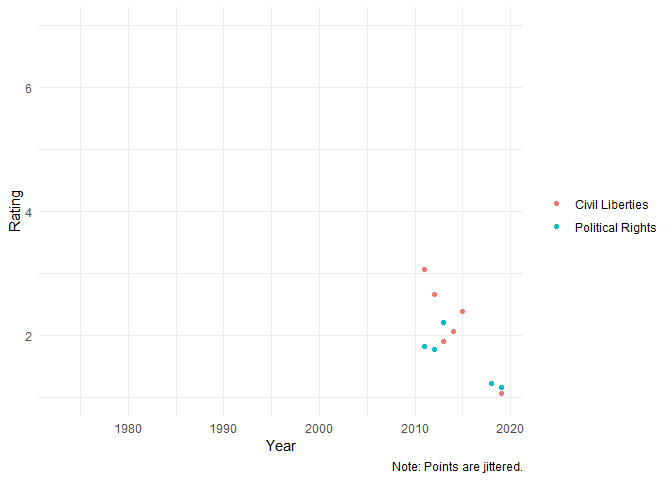 6
4
2
Rating
1980 1990 2000 2010 2020
Year
Civil Liberties
Political Rights
Note: Points are jittered.